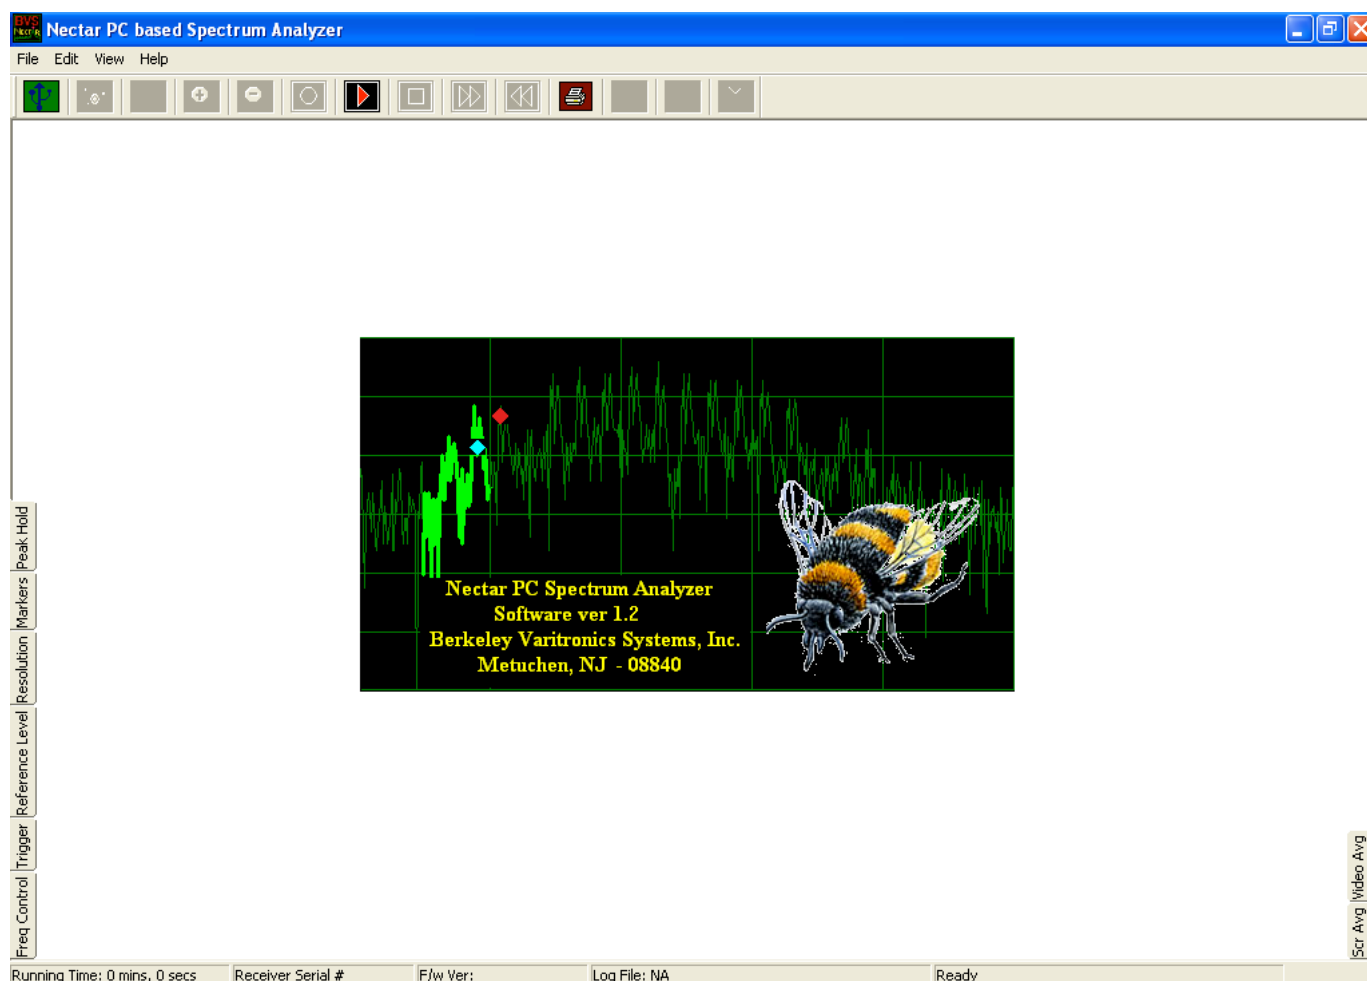 BVS
Nectar PC based Spectrum Analyzer
File Edit View Help
Peak Hold
Markers
Resolution
Reference Level
Trigger
Freq Control
Nectar PC Spectrum Analyzer
Software ver 1.2
Berkeley Varitronics Systems, Inc.
Metuchen, NJ - 08840
Video Avg
Scr Avg
Running Time: 0 mins, 0 secs Receiver Serial # F/w Ver: Log File: NA Ready